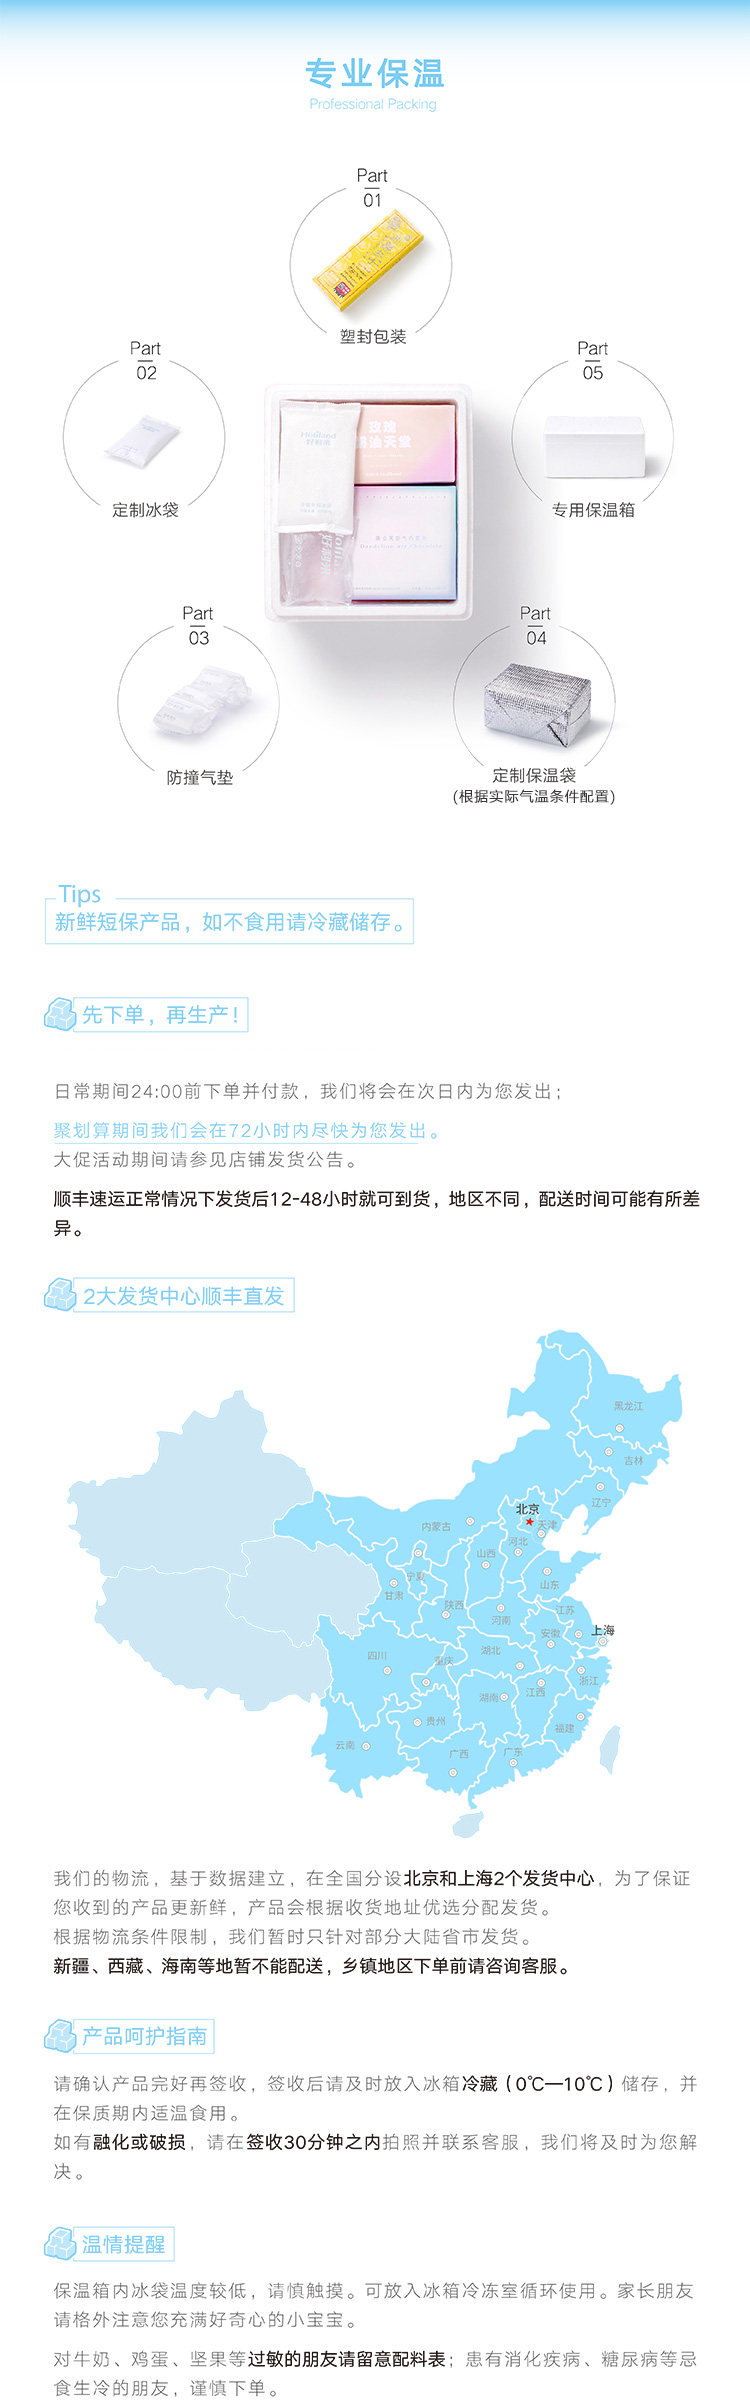 专业保温
Professional Packing
Part
01
塑封包装
Part
02
定制冰袋
Part
05
专用保温箱
Holiland
好利来
玫瑰
奶油天堂
Part
03
防撞气垫
Part
04
定制保温袋
(根据实际气温条件配置)
Tips
新鲜短保产品，如不食用请冷藏储存。
先下单，再生产！
日常期间24:00前下单并付款，我们将会在次日内为您发出；
聚划算期间我们会在72小时内尽快为您发出。
大促活动期间请参见店铺发货公告。
顺丰速运正常情况下发货后12-48小时就可到货，地区不同，配送时间可能有所差
异。
2大发货中心顺丰直发
黑龙江
吉林
辽宁
北京
天津
内蒙古
河北
山西
宁夏
山东
甘肃
陕西
河南
江苏
安徽
上海
四川
重庆
湖北
浙江
湖南
江西
贵州
福建
云南
广西
广东
我们的物流，基于数据建立，在全国分设北京和上海2个发货中心，为了保证
您收到的产品更新鲜，产品会根据收货地址优选分配发货。
根据物流条件限制，我们暂时只针对部分大陆省市发货。
新疆、西藏、海南等地暂不能配送，乡镇地区下单前请咨询客服。
产品呵护指南
请确认产品完好再签收，签收后请及时放入冰箱冷藏（0℃—10℃）储存，并
在保质期内适温食用。
如有融化或破损，请在签收30分钟之内拍照并联系客服，我们将及时为您解
决。
温情提醒
保温箱内冰袋温度较低，请慎触摸。可放入冰箱冷冻室循环使用。家长朋友
请格外注意您充满好奇心的小宝宝。
对牛奶、鸡蛋、坚果等过敏的朋友请留意配料表；患有消化疾病、糖尿病等忌
食生冷的朋友，谨慎下单。